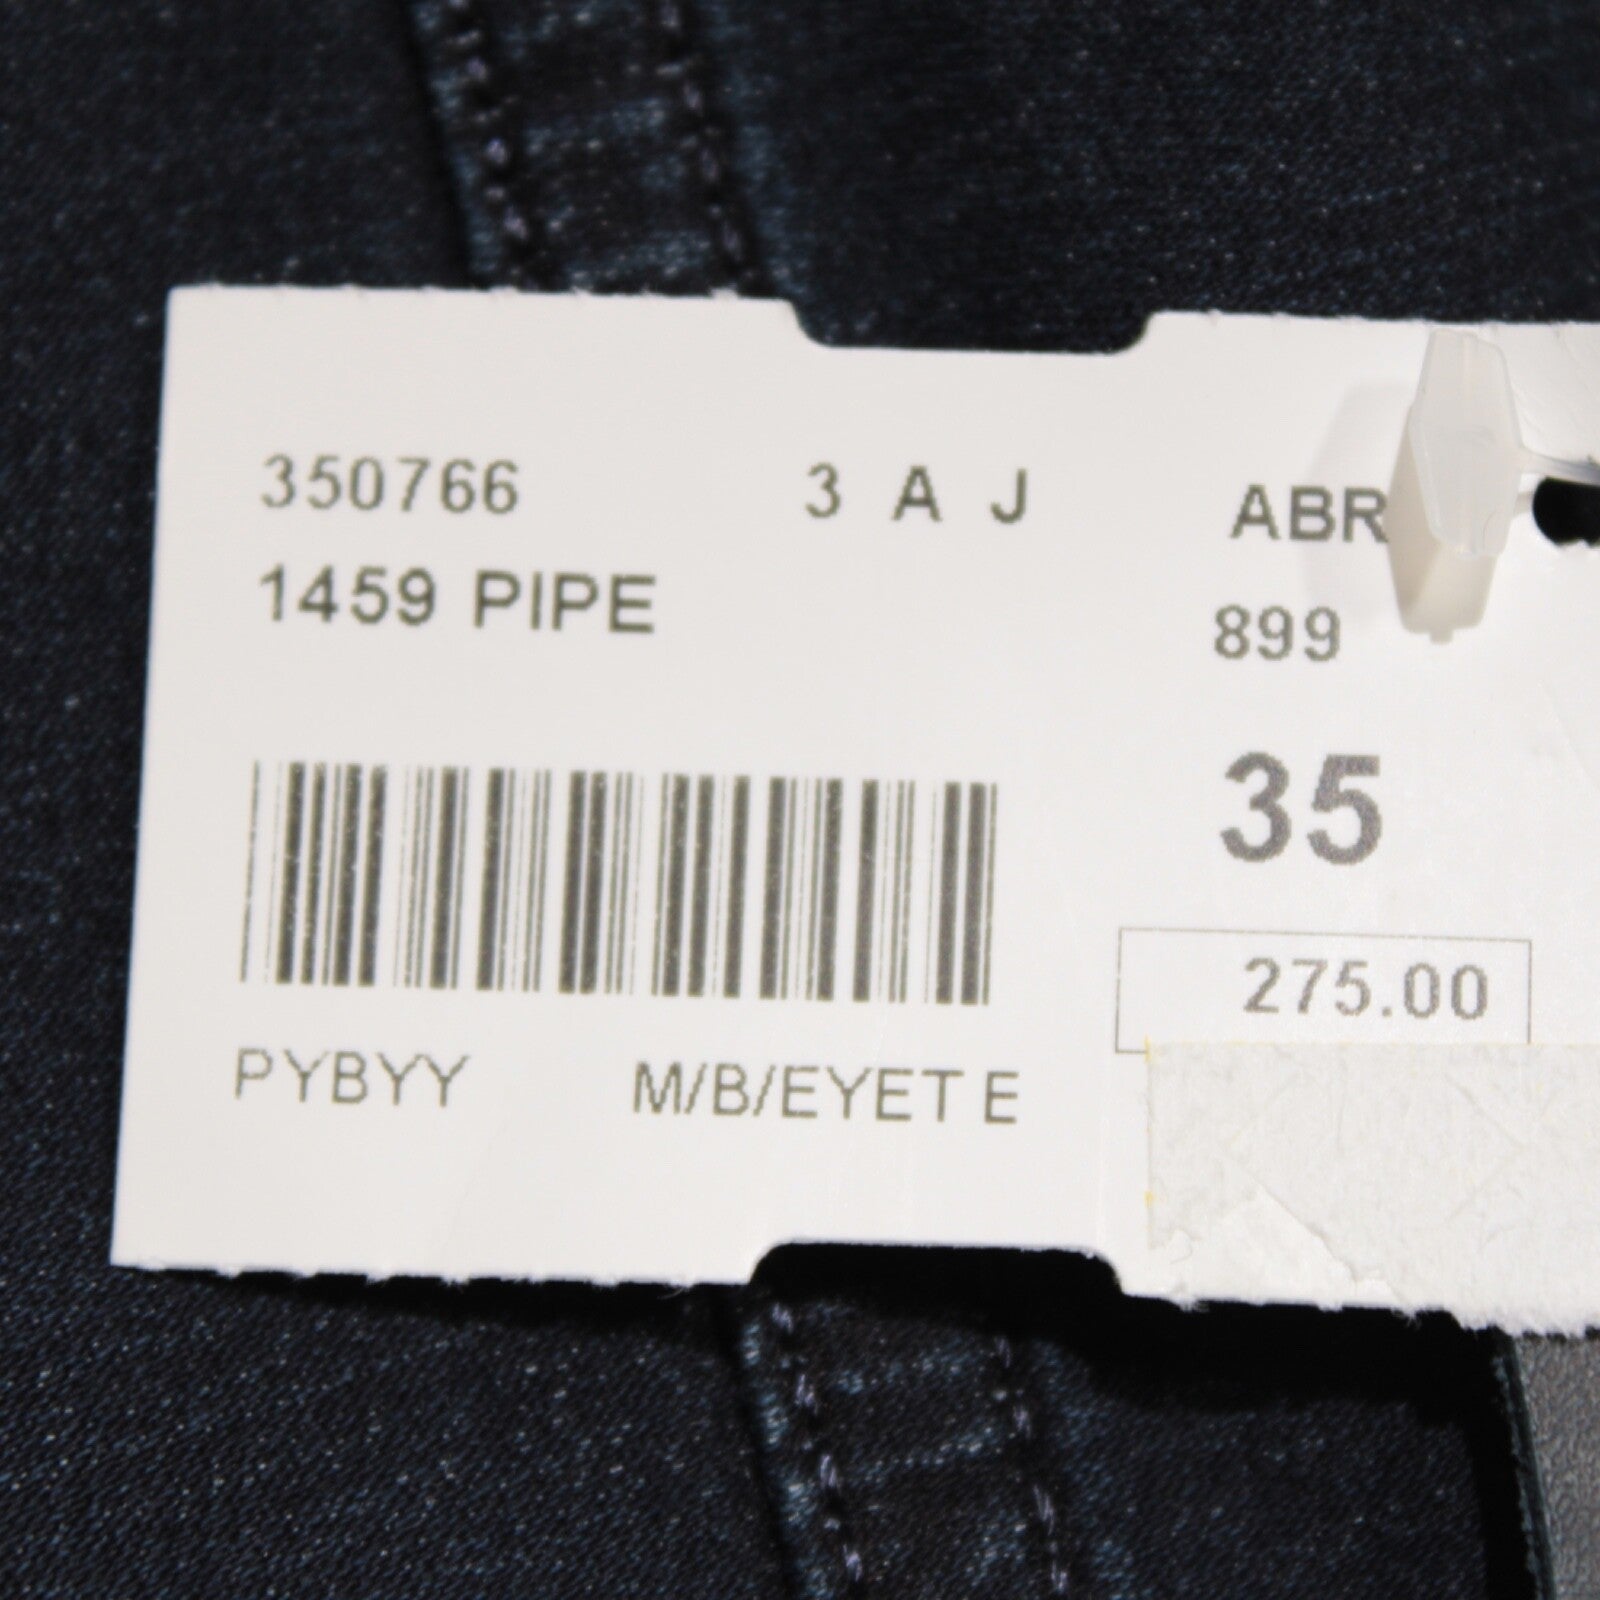 350766 3 A J ABR
1459 PIPE 899
35
275.00
PYBYY M/B/EYET E